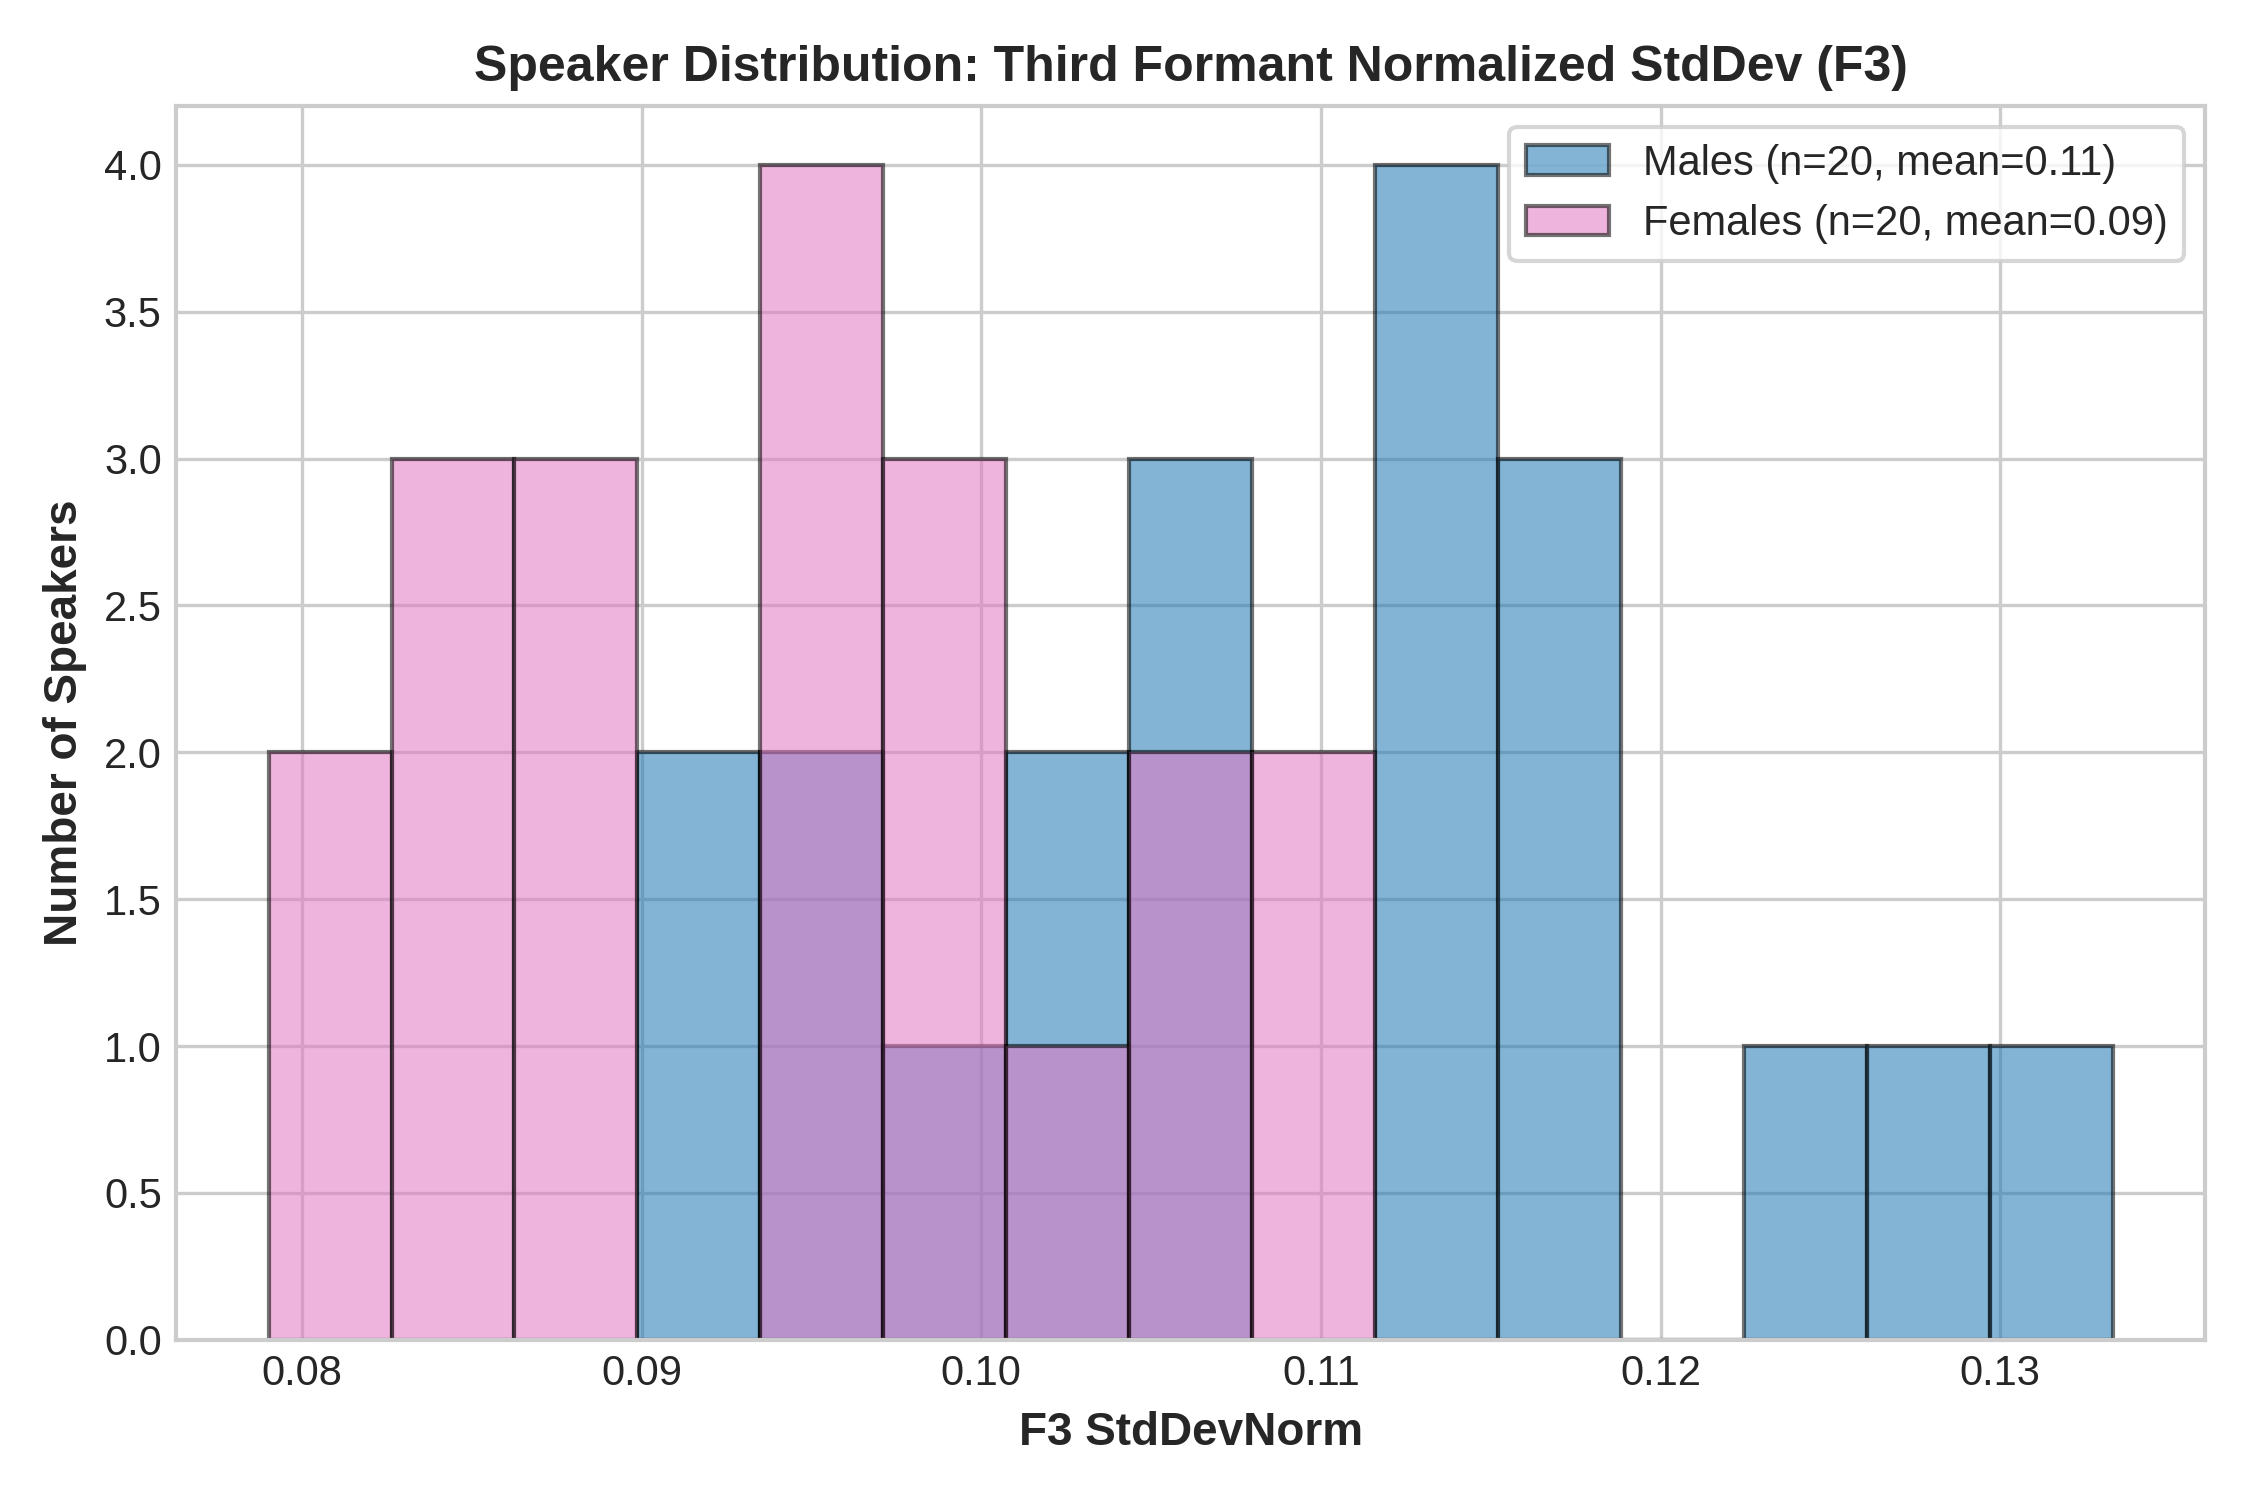 Speaker Distribution: Third Formant Normalized StdDev (F3)
Males (n=20, mean=0.11)
Females (n=20, mean=0.09)
Number of Speakers
4.0
3.5
3.0
2.5
2.0
1.5
1.0
0.5
0.0
0.08 0.09 0.10 0.11 0.12 0.13
F3 StdDevNorm